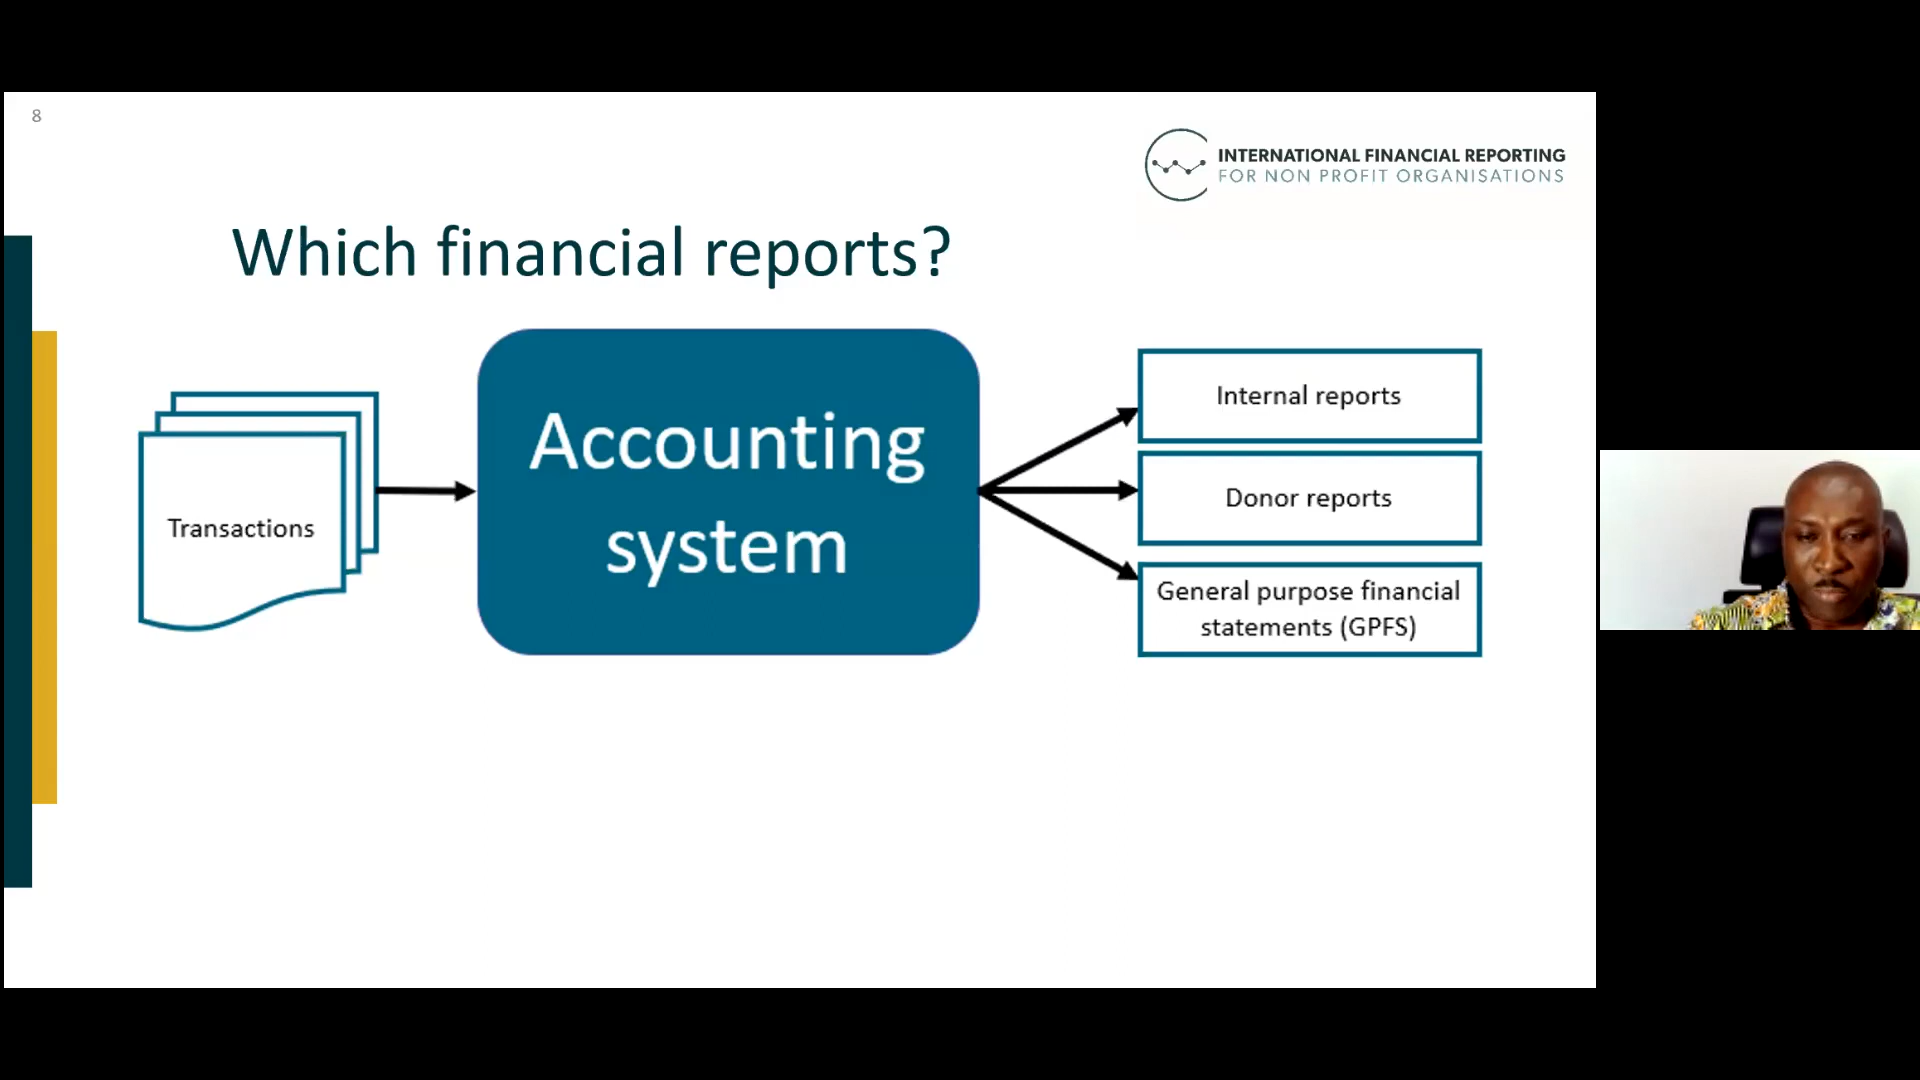 8
INTERNATIONAL FINANCIAL REPORTING
FOR NON PROFIT ORGANISATIONS
Which financial reports?
Transactions
Accounting
system
Internal reports
Donor reports
General purpose financial
statements (GPFS)